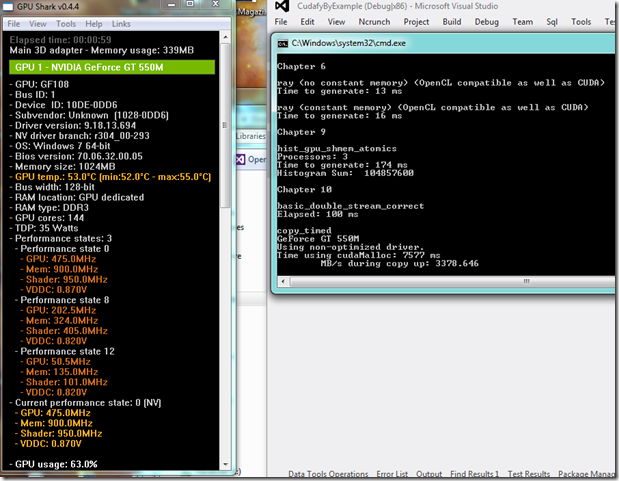 GPU Shark v0.4.4
File View Tools Help Links
Elapsed time: 00:00:59
Main 3D adapter - Memory usage: 339MB
GPU 1 - NVIDIA GeForce GT 550M
- GPU: GF108
- Bus ID: 1
- Device ID: 10DE-0DD6
- Subvendor: Unknown (1028-0DD6)
- Driver version: 9.18.13.694
- NV driver branch: r304_00-293
- OS: Windows 7 64-bit
- Bios version: 70.06.32.00.05
- Memory size: 1024MB
- GPU temp.: 53.0°C (min:52.0°C - max:55.0°C)
- Bus width: 128-bit
- RAM location: GPU dedicated
- RAM type: DDR3
- GPU cores: 144
- TDP: 35 Watts
- Performance states: 3
- Performance state 0
- GPU: 475.0MHz
- Mem: 900.0MHz
- Shader: 950.0MHz
- VDDC: 0.870V
- Performance state 8
- GPU: 202.5MHz
- Mem: 324.0MHz
- Shader: 405.0MHz
- VDDC: 0.820V
- Performance state 12
- GPU: 50.5MHz
- Mem: 135.0MHz
- Shader: 101.0MHz
- VDDC: 0.820V
- Current performance state: 0 (NV)
- GPU: 475.0MHz
- Mem: 900.0MHz
- Shader: 950.0MHz
- VDDC: 0.870V
- GPU usage: 63.0%
Magazi
Libraries
Open
CudafyByExample (Debug|x86) - Microsoft Visual Studio
File Edit View Project Build Debug Team Sql Tools Te
C:\Windows\system32\cmd.exe
Chapter 6
ray (no constant memory) (OpenCL compatible as well as CUDA)
Time to generate: 13 ms
ray (constant memory) (OpenCL compatible as well as CUDA)
Time to generate: 16 ms
Chapter 9
hist_gpu_shmem_atomics
Processors: 3
Time to generate: 174 ms
Histogram Sum: 104857600
Chapter 10
basic_double_stream_correct
Elapsed: 100 ms
copy_timed
GeForce GT 550M
Using non-optimized driver.
Time using cudaMalloc: 7577 ms
MB/s during copy up: 3378.646
Data Tools Operations Error List Output Find Results 1 Test Results Package Manag